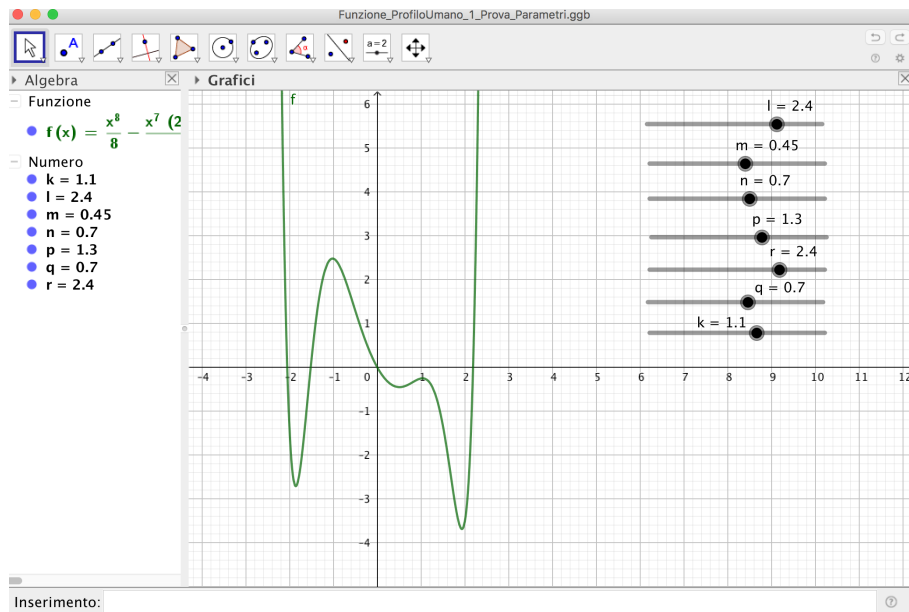 Funzione_ProfiloUmano_1_Prova_Parametri.ggb
A
α
a=2
Algebra
Grafici
Funzione
f(x) = x⁸/8 − x⁷ (2
Numero
k = 1.1
l = 2.4
m = 0.45
n = 0.7
p = 1.3
q = 0.7
r = 2.4
f
6
5
4
3
2
1
-1
-2
-3
-4
-4 -3 -2 -1 0 1 2 3 4 5 6 7 8 9 10 11 12
l = 2.4
m = 0.45
n = 0.7
p = 1.3
r = 2.4
q = 0.7
k = 1.1
Inserimento: